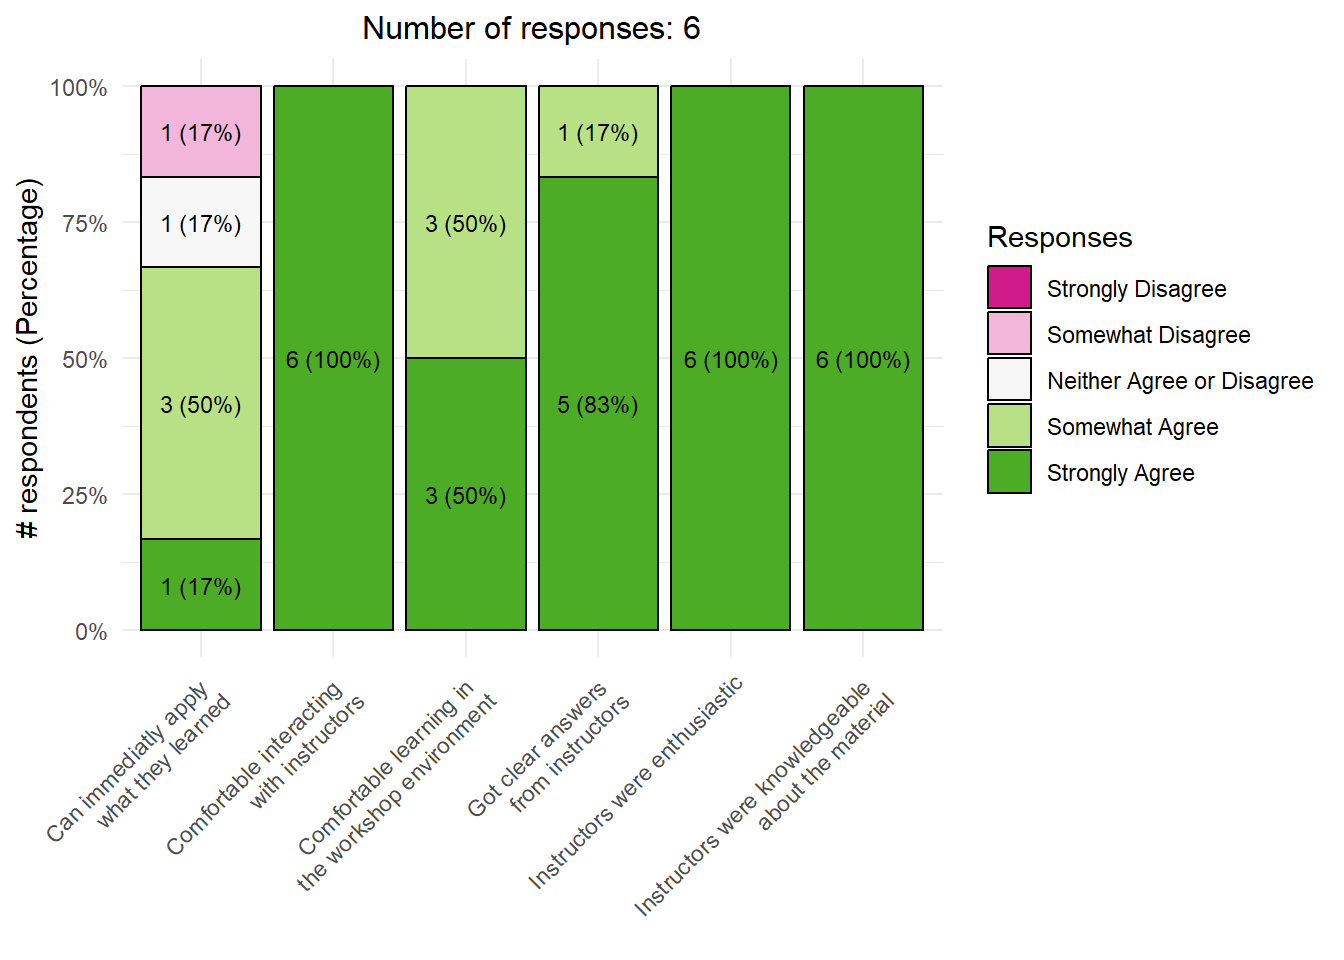 Number of responses: 6
# respondents (Percentage)
100%
75%
50%
25%
0%
1 (17%)
1 (17%)
3 (50%)
1 (17%)
6 (100%)
3 (50%)
3 (50%)
1 (17%)
5 (83%)
6 (100%)
6 (100%)
Can immediatly apply
what they learned
Comfortable interacting
with instructors
Comfortable learning in
the workshop environment
Got clear answers
from instructors
Instructors were enthusiastic
Instructors were knowledgeable
about the material
Responses
Strongly Disagree
Somewhat Disagree
Neither Agree or Disagree
Somewhat Agree
Strongly Agree